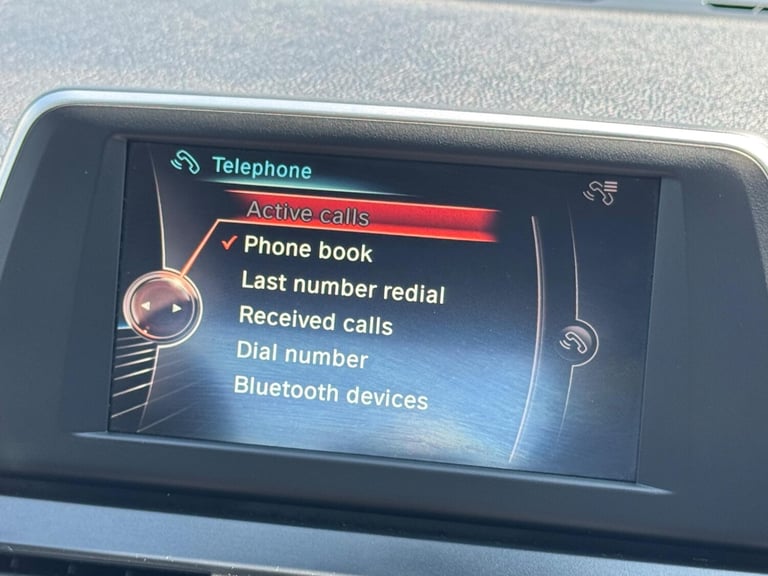 Telephone
Active calls
Phone book
Last number redial
Received calls
Dial number
Bluetooth devices